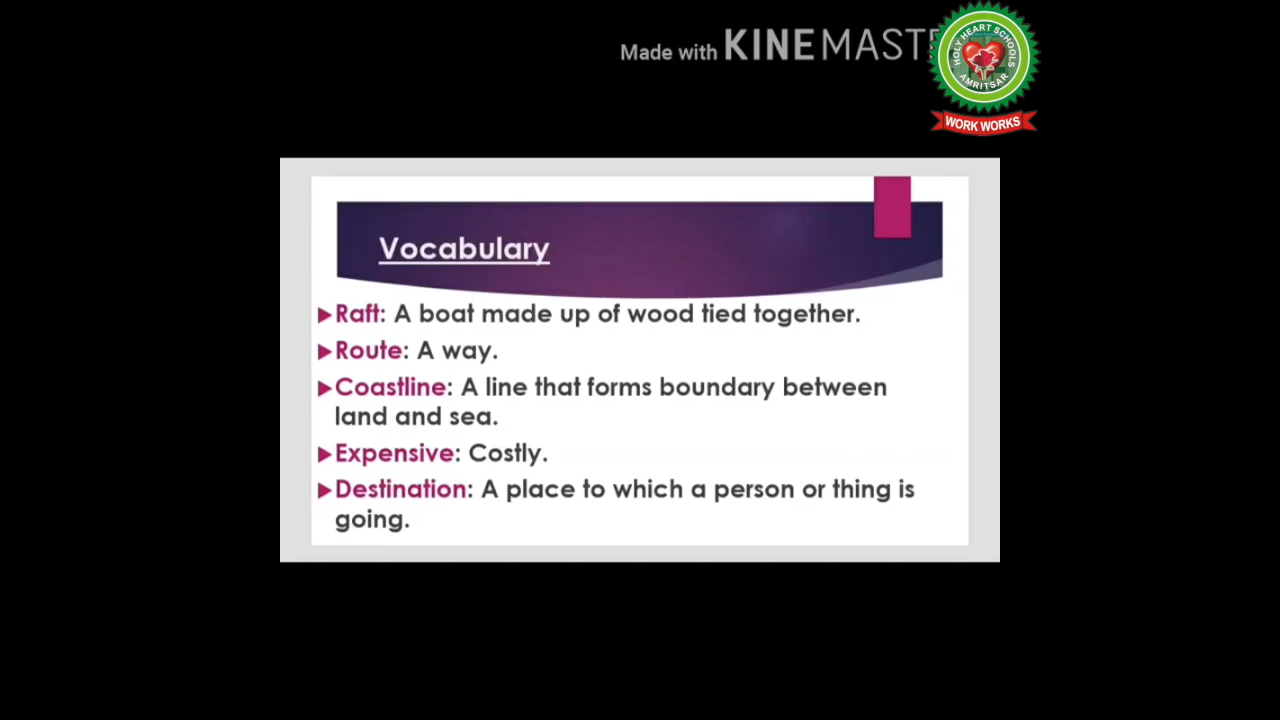 Made with KINEMASTE
HOLY HEART SCHOOLS
AMRITSAR
WORK WORKS
Vocabulary
Raft: A boat made up of wood tied together.
Route: A way.
Coastline: A line that forms boundary between
land and sea.
Expensive: Costly.
Destination: A place to which a person or thing is
going.